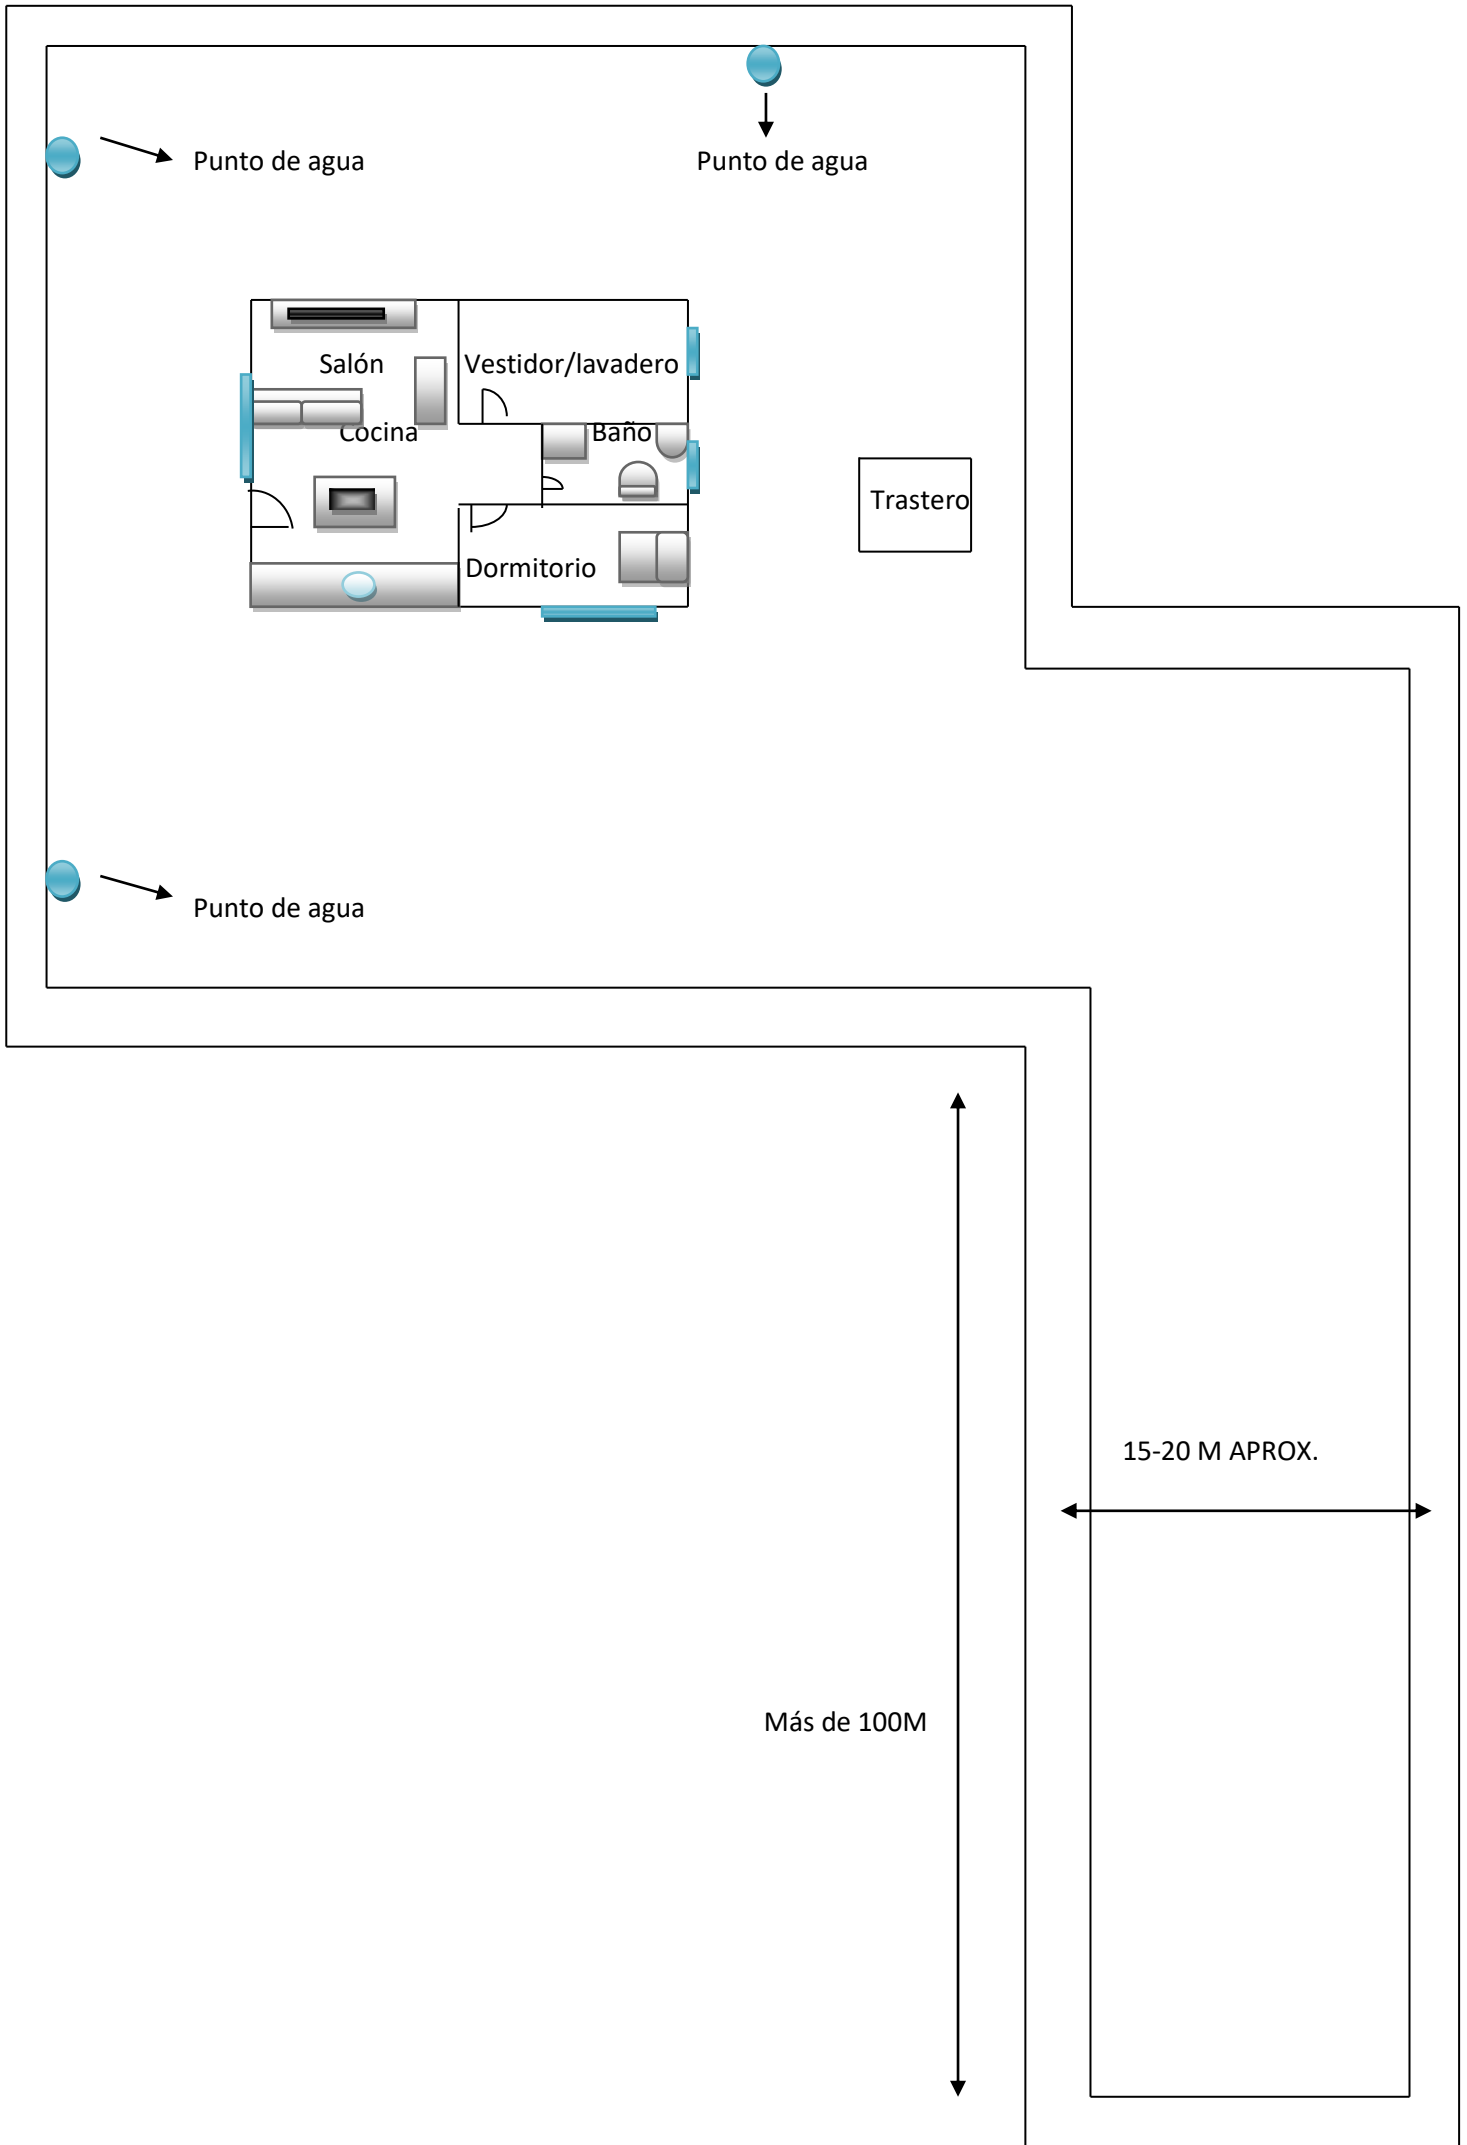 Punto de agua
Punto de agua
Salón
Vestidor/lavadero
Cocina
Baño
Trastero
Dormitorio
Punto de agua
15-20 M APROX.
Más de 100M